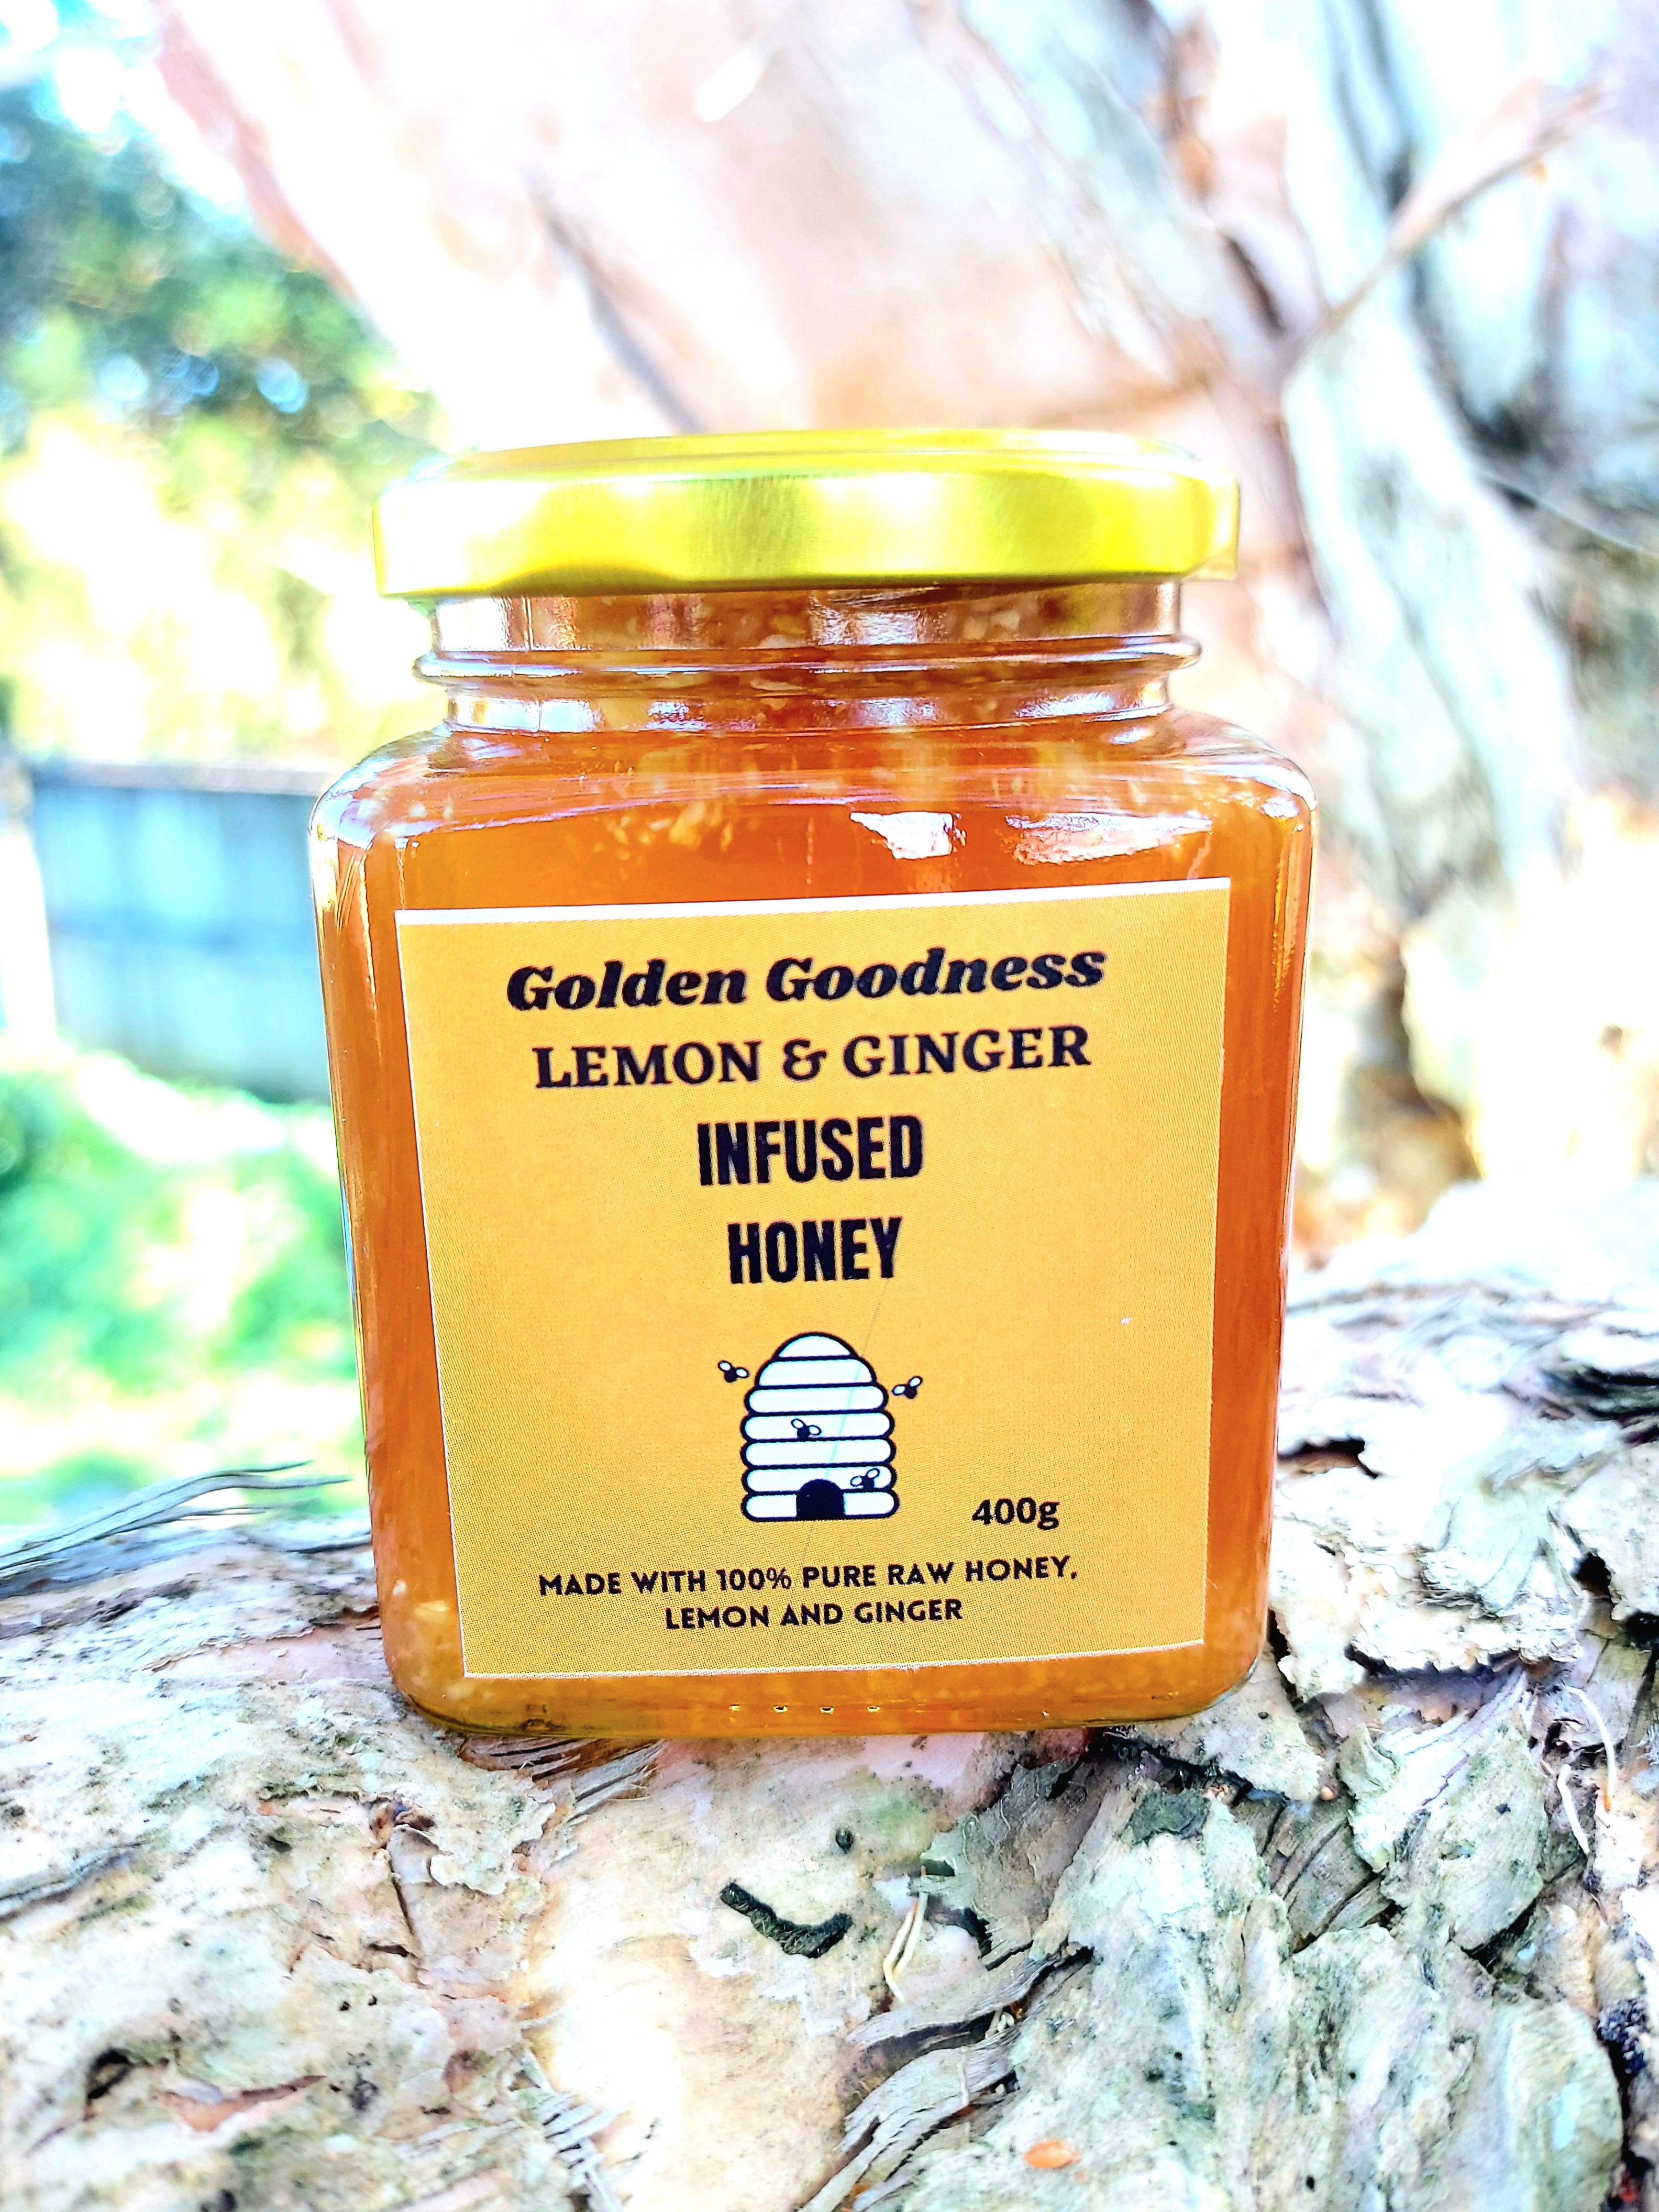 Golden Goodness
LEMON & GINGER
INFUSED
HONEY
400g
MADE WITH 100% PURE RAW HONEY,
LEMON AND GINGER